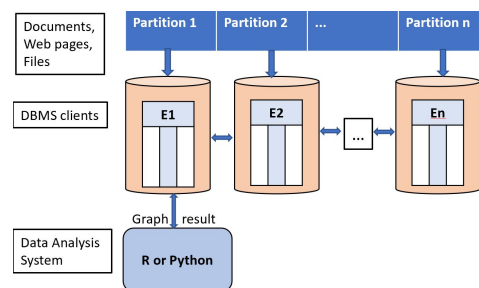 Documents,
Web pages,
Files
Partition 1
Partition 2
...
Partition n
DBMS clients
E1
E2
...
En
Graph result
Data Analysis
System
R or Python